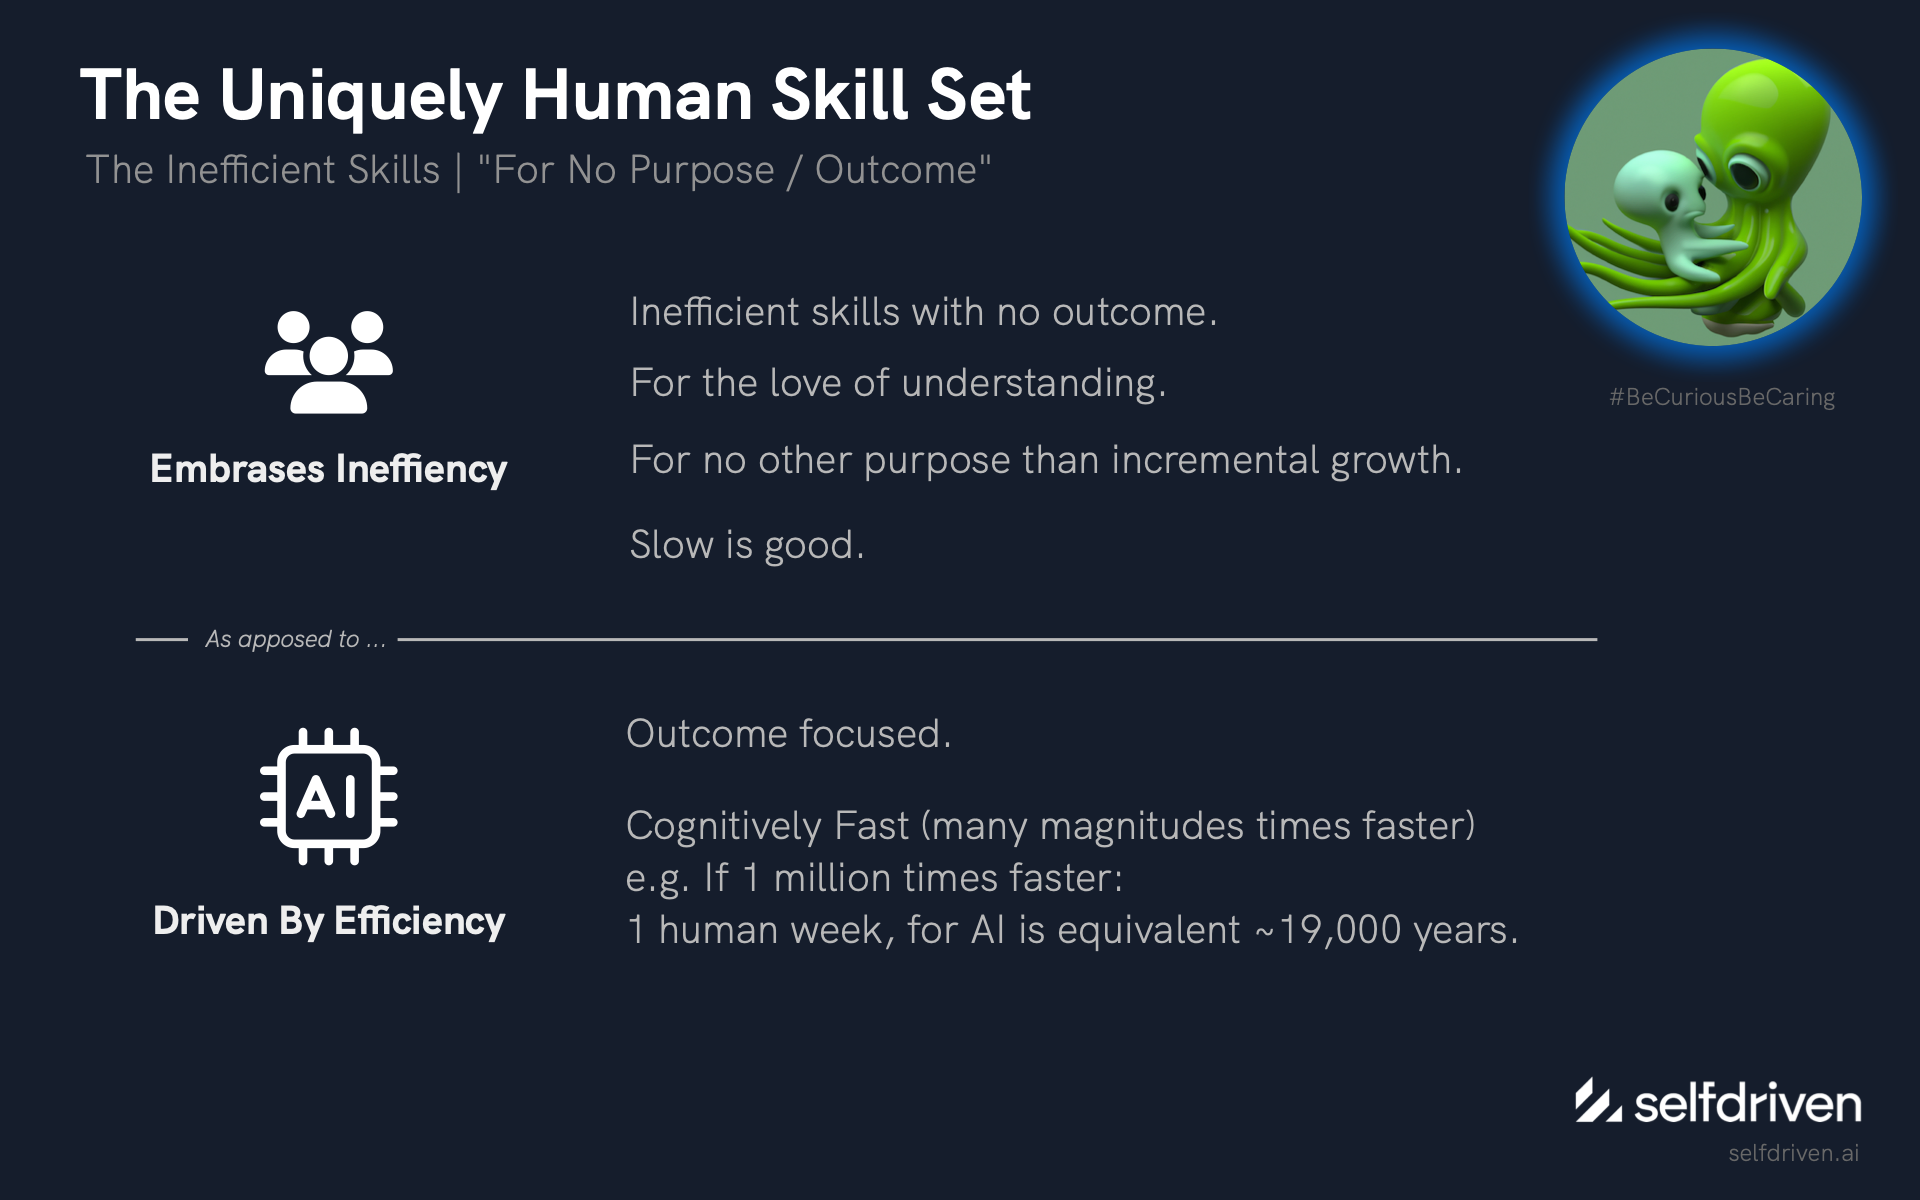 The Uniquely Human Skill Set
The Inefficient Skills | "For No Purpose / Outcome"
#BeCuriousBeCaring
Embrases Ineffiency
Inefficient skills with no outcome.
For the love of understanding.
For no other purpose than incremental growth.
Slow is good.
As apposed to ...
AI
Driven By Efficiency
Outcome focused.
Cognitively Fast (many magnitudes times faster)
e.g. If 1 million times faster:
1 human week, for AI is equivalent ~19,000 years.
selfdriven
selfdriven.ai